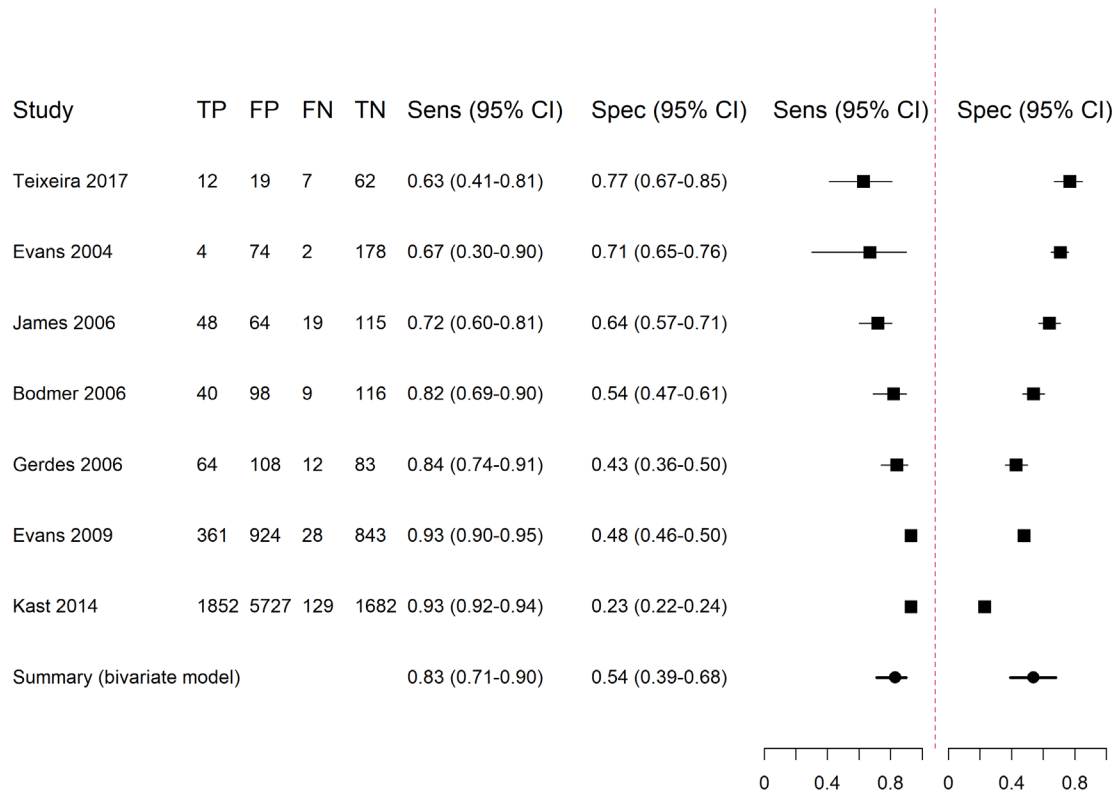 Study TP FP FN TN Sens (95% CI) Spec (95% CI) Sens (95% CI) Spec (95% CI)
Teixeira 2017 12 19 7 62 0.63 (0.41-0.81) 0.77 (0.67-0.85)
Evans 2004 4 74 2 178 0.67 (0.30-0.90) 0.71 (0.65-0.76)
James 2006 48 64 19 115 0.72 (0.60-0.81) 0.64 (0.57-0.71)
Bodmer 2006 40 98 9 116 0.82 (0.69-0.90) 0.54 (0.47-0.61)
Gerdes 2006 64 108 12 83 0.84 (0.74-0.91) 0.43 (0.36-0.50)
Evans 2009 361 924 28 843 0.93 (0.90-0.95) 0.48 (0.46-0.50)
Kast 2014 1852 5727 129 1682 0.93 (0.92-0.94) 0.23 (0.22-0.24)
Summary (bivariate model) 0.83 (0.71-0.90) 0.54 (0.39-0.68)
0 0.4 0.8 0 0.4 0.8